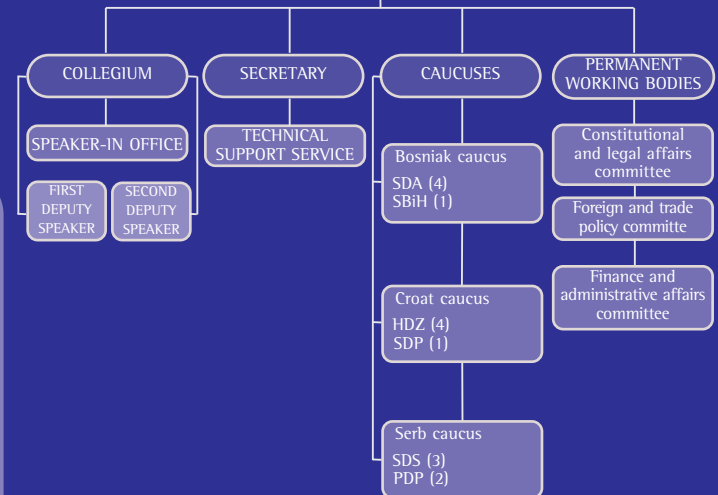 COLLEGIUM
SPEAKER-IN OFFICE
FIRST
DEPUTY
SPEAKER
SECOND
DEPUTY
SPEAKER
SECRETARY
TECHNICAL
SUPPORT SERVICE
CAUCUSES
Bosniak caucus
SDA (4)
SBiH (1)
Croat caucus
HDZ (4)
SDP (1)
Serb caucus
SDS (3)
PDP (2)
PERMANENT
WORKING BODIES
Constitutional
and legal affairs
committee
Foreign and trade
policy committe
Finance and
administrative affairs
committee